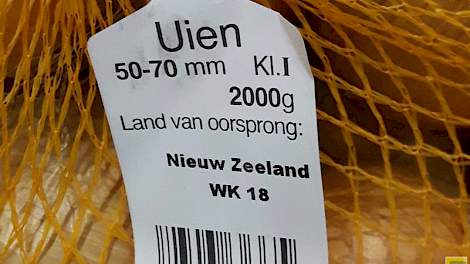 Uien
50-70 mm Kl.I
2000g
Land van oorsprong:
Nieuw Zeeland
WK 18